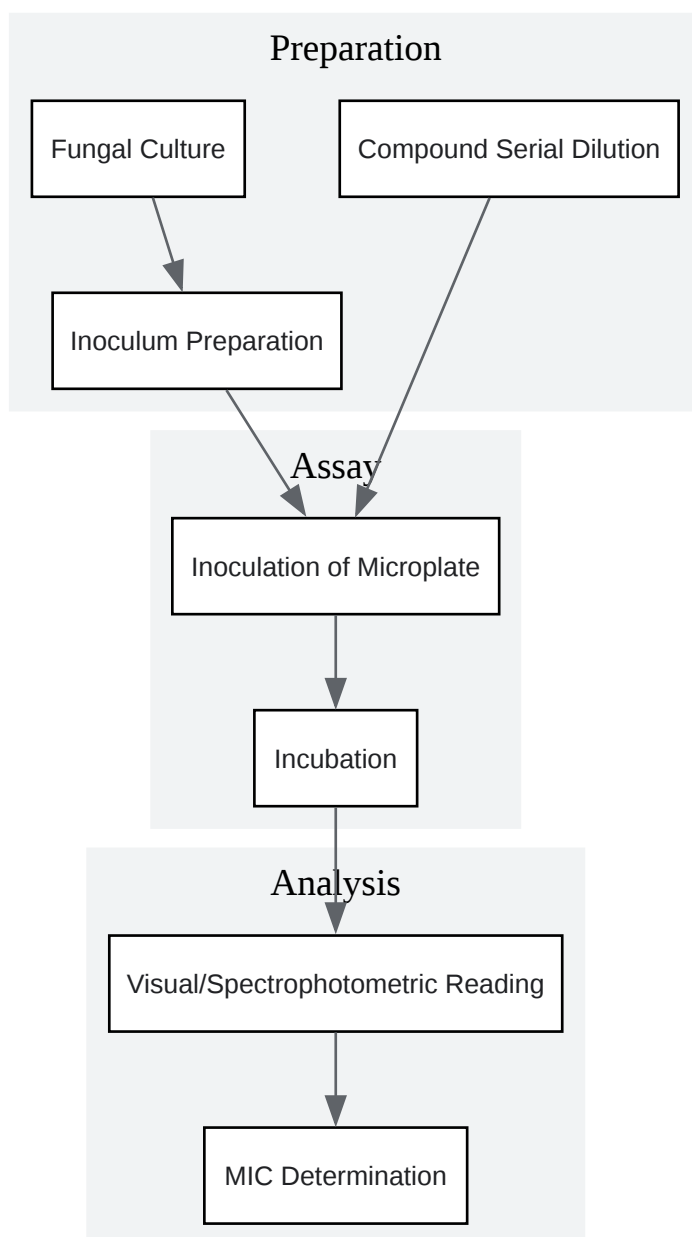 Preparation
Fungal Culture
Compound Serial Dilution
Inoculum Preparation
Assay
Inoculation of Microplate
Incubation
Analysis
Visual/Spectrophotometric Reading
MIC Determination